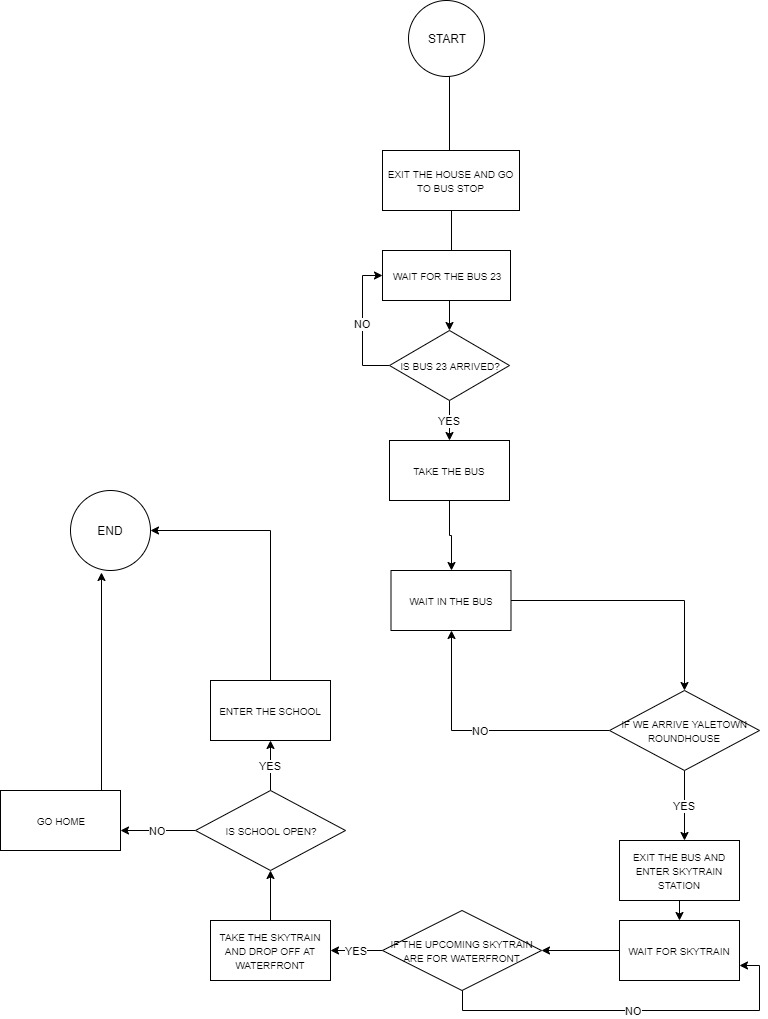 START
EXIT THE HOUSE AND GO
TO BUS STOP
WAIT FOR THE BUS 23
NO
IS BUS 23 ARRIVED?
YES
TAKE THE BUS
WAIT IN THE BUS
IF WE ARRIVE YALETOWN
ROUNDHOUSE
NO
YES
EXIT THE BUS AND
ENTER SKYTRAIN
STATION
WAIT FOR SKYTRAIN
IF THE UPCOMING SKYTRAIN
ARE FOR WATERFRONT
NO
YES
TAKE THE SKYTRAIN
AND DROP OFF AT
WATERFRONT
IS SCHOOL OPEN?
YES
ENTER THE SCHOOL
NO
GO HOME
END